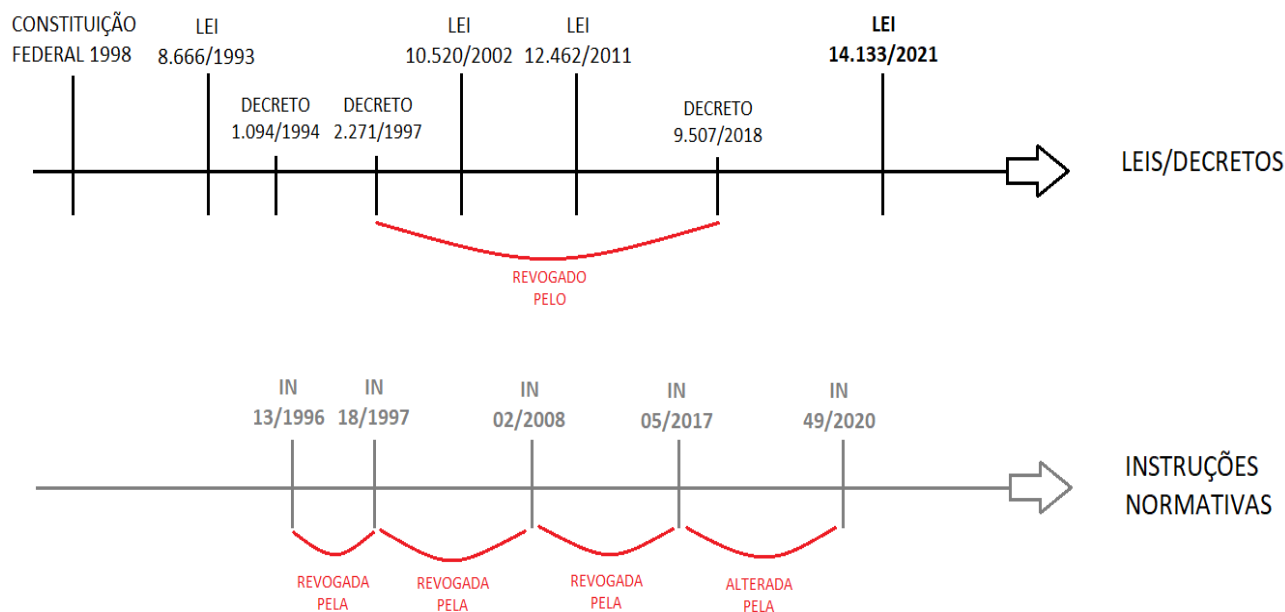 CONSTITUIÇÃO
FEDERAL 1998
LEI
8.666/1993
DECRETO
1.094/1994
DECRETO
2.271/1997
LEI
10.520/2002
LEI
12.462/2011
DECRETO
9.507/2018
LEI
14.133/2021
LEIS/DECRETOS
REVOGADO
PELO
IN
13/1996
IN
18/1997
IN
02/2008
IN
05/2017
IN
49/2020
INSTRUÇÕES
NORMATIVAS
REVOGADA
PELA
REVOGADA
PELA
REVOGADA
PELA
ALTERADA
PELA